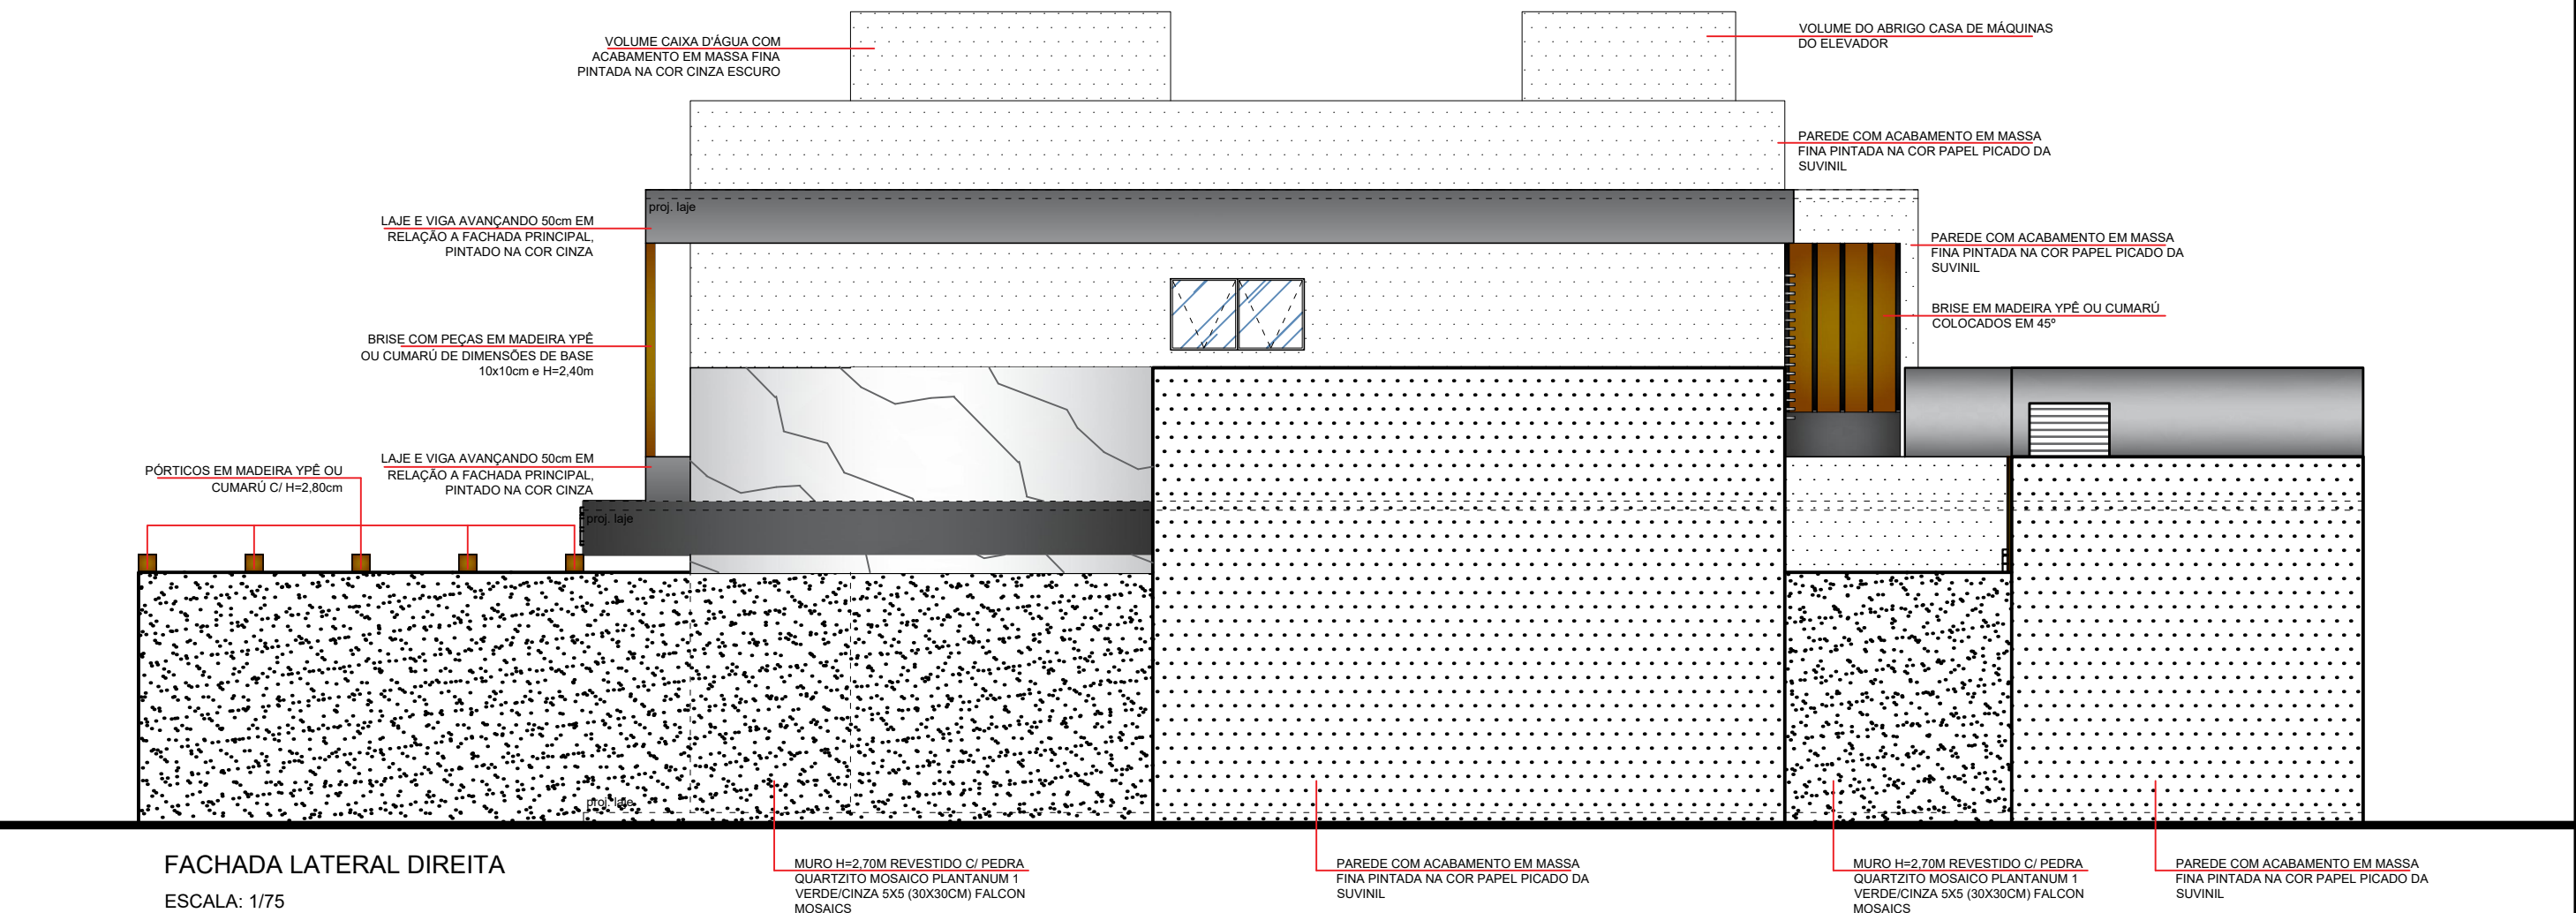 VOLUME CAIXA D'ÁGUA COM
ACABAMENTO EM MASSA FINA
PINTADA NA COR CINZA ESCURO
VOLUME DO ABRIGO CASA DE MÁQUINAS
DO ELEVADOR
PAREDE COM ACABAMENTO EM MASSA
FINA PINTADA NA COR PAPEL PICADO DA
SUVINIL
proj. laje
LAJE E VIGA AVANÇANDO 50cm EM
RELAÇÃO A FACHADA PRINCIPAL,
PINTADO NA COR CINZA
PAREDE COM ACABAMENTO EM MASSA
FINA PINTADA NA COR PAPEL PICADO DA
SUVINIL
BRISE EM MADEIRA YPÊ OU CUMARÚ
COLOCADOS EM 45º
BRISE COM PEÇAS EM MADEIRA YPÊ
OU CUMARÚ DE DIMENSÕES DE BASE
10x10cm e H=2,40m
LAJE E VIGA AVANÇANDO 50cm EM
RELAÇÃO A FACHADA PRINCIPAL,
PINTADO NA COR CINZA
PÓRTICOS EM MADEIRA YPÊ OU
CUMARÚ C/ H=2,80cm
proj. laje
proj. laje
FACHADA LATERAL DIREITA
ESCALA: 1/75
MURO H=2,70M REVESTIDO C/ PEDRA
QUARTZITO MOSAICO PLANTANUM 1
VERDE/CINZA 5X5 (30X30CM) FALCON
MOSAICS
PAREDE COM ACABAMENTO EM MASSA
FINA PINTADA NA COR PAPEL PICADO DA
SUVINIL
MURO H=2,70M REVESTIDO C/ PEDRA
QUARTZITO MOSAICO PLANTANUM 1
VERDE/CINZA 5X5 (30X30CM) FALCON
MOSAICS
PAREDE COM ACABAMENTO EM MASSA
FINA PINTADA NA COR PAPEL PICADO DA
SUVINIL